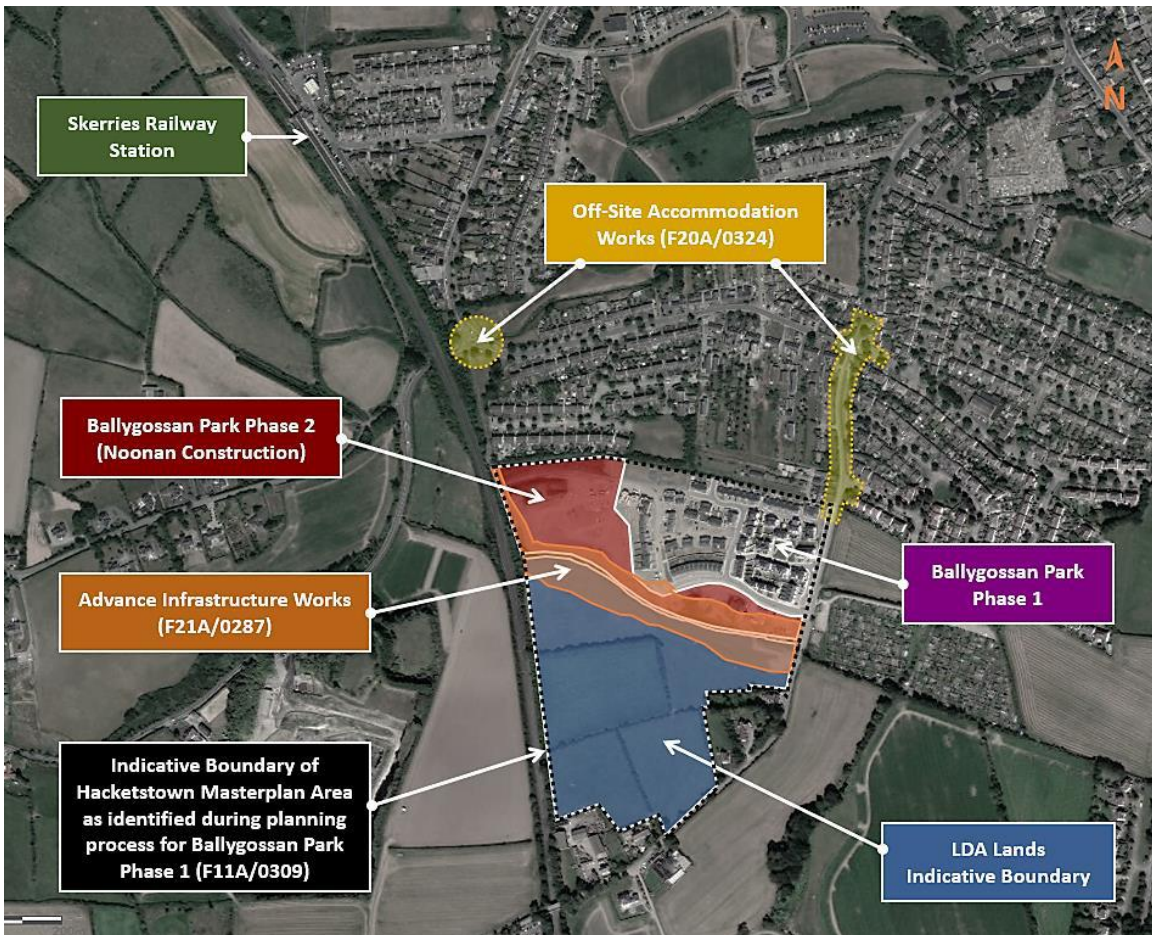 N
Skerries Railway
Station
Off-Site Accommodation
Works (F20A/0324)
Ballygossan Park Phase 2
(Noonan Construction)
Advance Infrastructure Works
(F21A/0287)
Ballygossan Park
Phase 1
Indicative Boundary of
Hacketstown Masterplan Area
as identified during planning
process for Ballygossan Park
Phase 1 (F11A/0309)
LDA Lands
Indicative Boundary